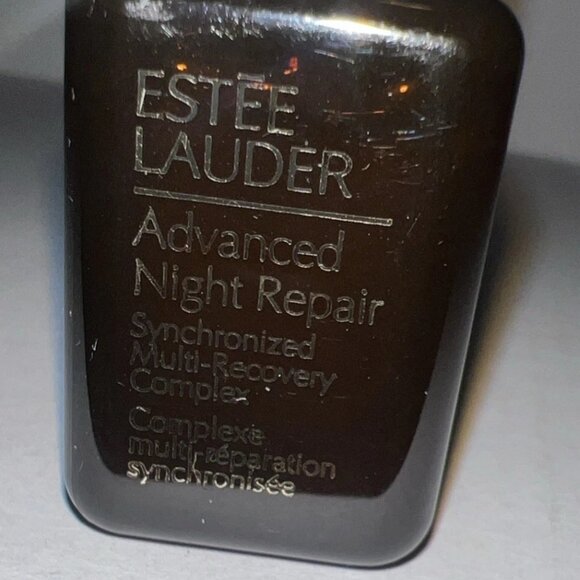 ESTĒE
LAUDER
Advanced
Night Repair
Synchronized
Multi-Recovery
Complex
Complexe
multi-réparation
synchronisée